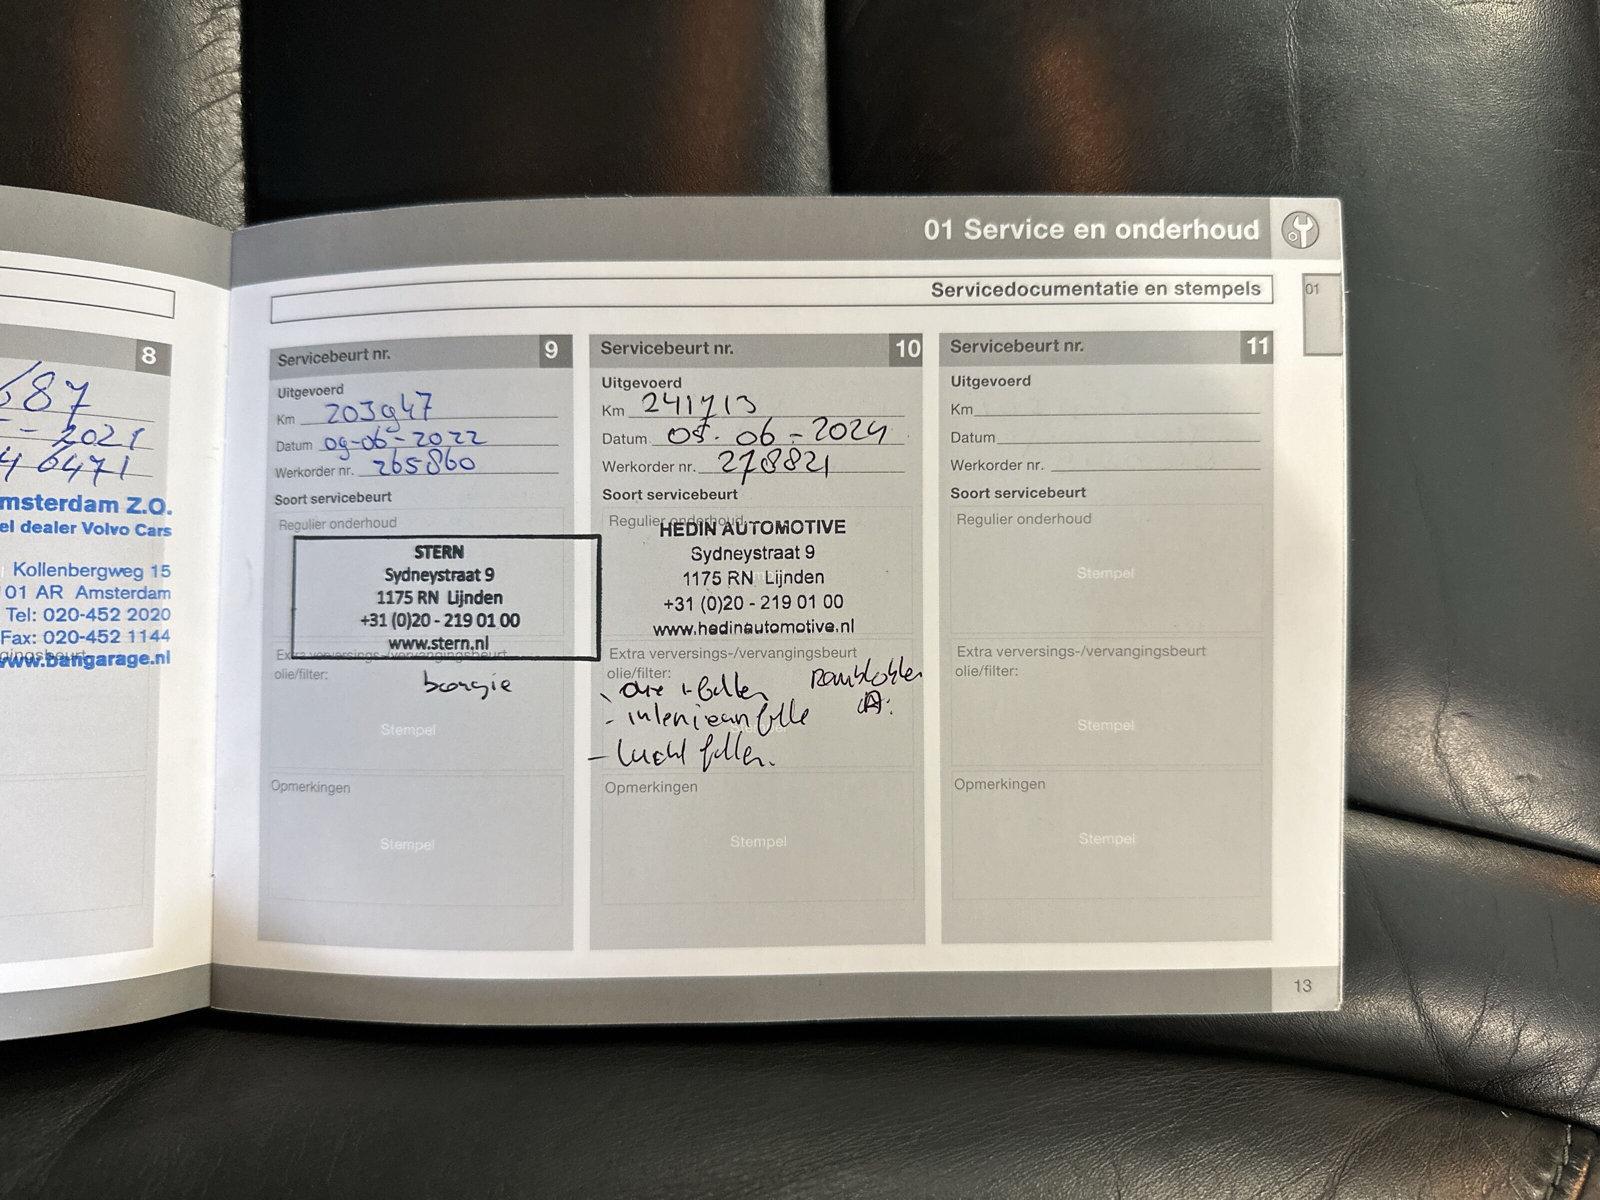 01 Service en onderhoud
Servicedocumentatie en stempels
01
8
687
- 2021
46471
msterdam Z.O.
el dealer Volvo Cars
Kollenbergweg 15
01 AR Amsterdam
Tel: 020-452 2020
Fax: 020-452 1144
www.bangarage.nl
Servicebeurt nr. 9
Uitgevoerd
Km 203947
Datum 09-06-2022
Werkorder nr. 265860
Soort servicebeurt
Regulier onderhoud
STERN
Sydneystraat 9
1175 RN Lijnden
+31 (0)20 - 219 01 00
www.stern.nl
Extra verversings-/vervangingsbeurt
olie/filter:
Stempel
Opmerkingen
Stempel
Servicebeurt nr. 10
Uitgevoerd
Km 241713
Datum 05-06-2024
Werkorder nr. 278821
Soort servicebeurt
Regulier onderhoud
HEDIN AUTOMOTIVE
Sydneystraat 9
1175 RN Lijnden
+31 (0)20 - 219 01 00
www.hedinautomotive.nl
Extra verversings-/vervangingsbeurt
olie/filter:
- lucht filter.
Opmerkingen
Stempel
Servicebeurt nr. 11
Uitgevoerd
Km
Datum
Werkorder nr.
Soort servicebeurt
Regulier onderhoud
Stempel
Extra verversings-/vervangingsbeurt
olie/filter:
Stempel
Opmerkingen
Stempel
13